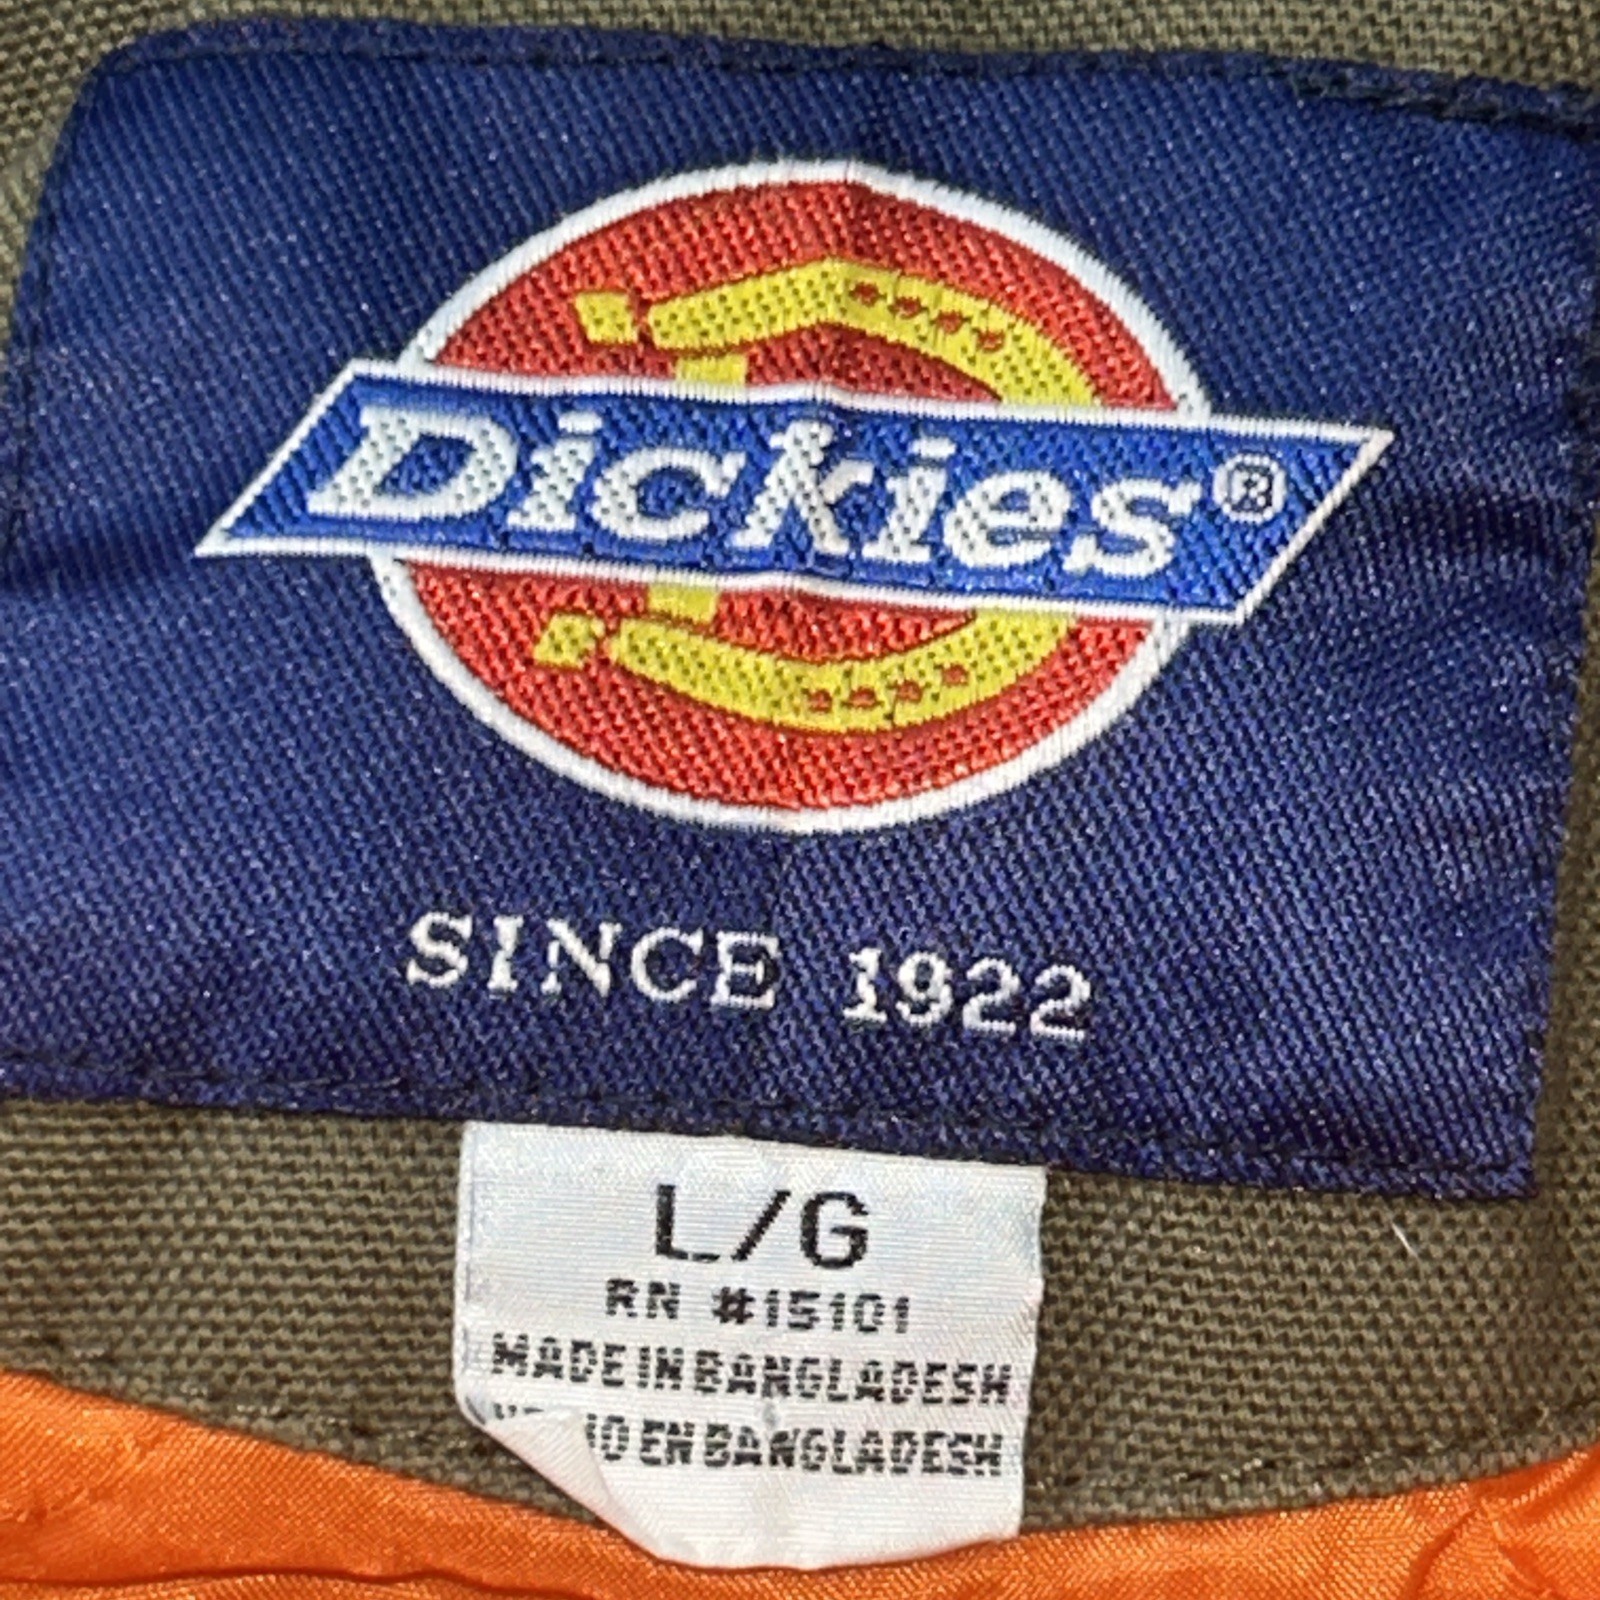 Dickies®
SINCE 1922
L/G
RN #15101
MADE IN BANGLADESH
EN BANGLADESH